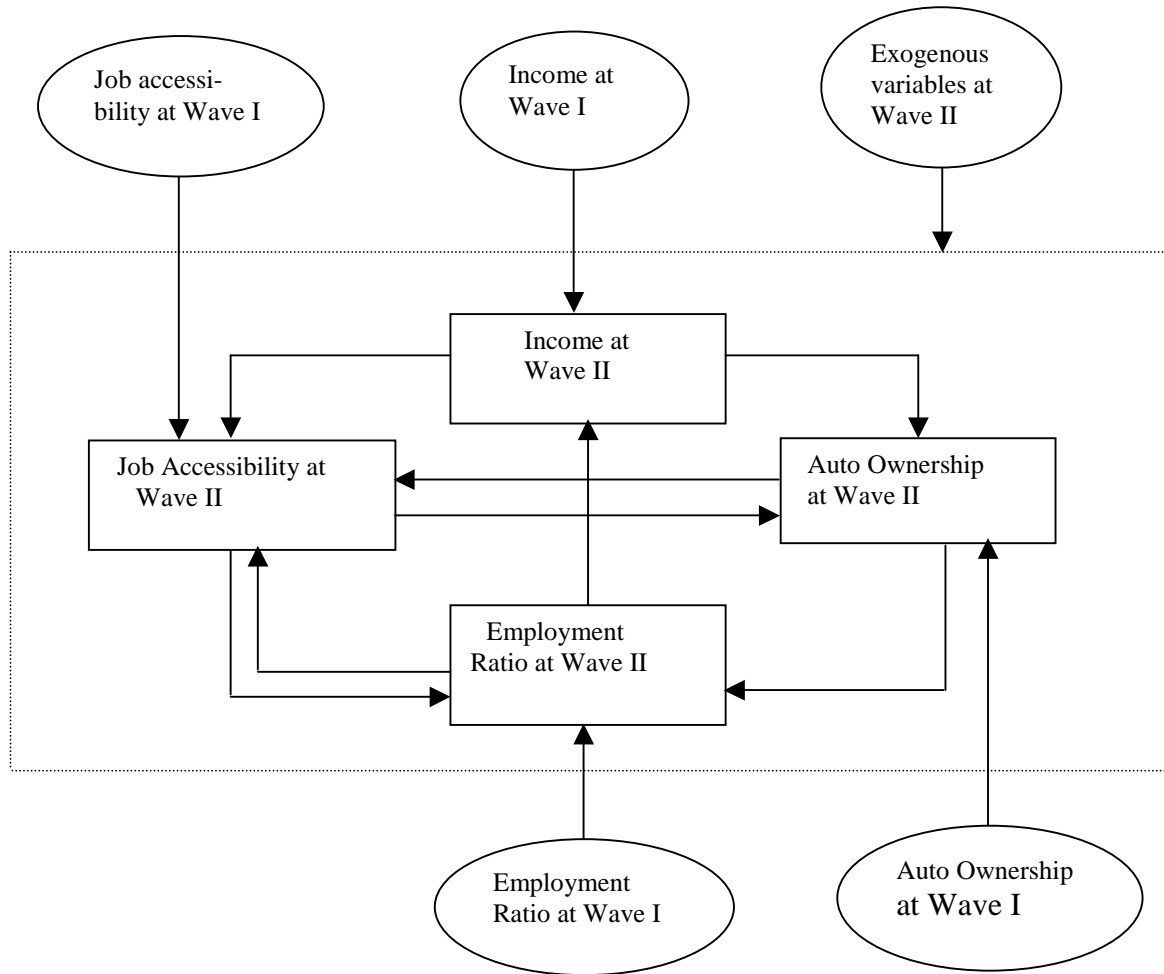 Job accessi-
bility at Wave I
Income at
Wave I
Exogenous
variables at
Wave II
Income at
Wave II
Job Accessibility at
Wave II
Auto Ownership
at Wave II
Employment
Ratio at Wave II
Employment
Ratio at Wave I
Auto Ownership
at Wave I